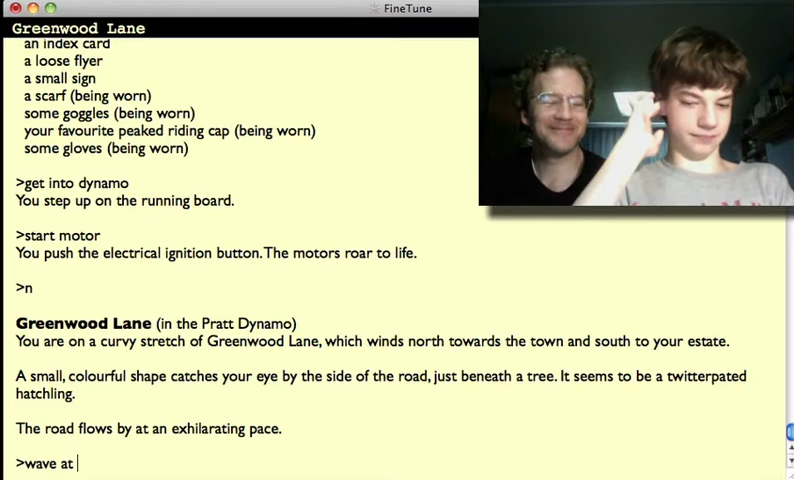 FineTune
Greenwood Lane
an index card
a loose flyer
a small sign
a scarf (being worn)
some goggles (being worn)
your favourite peaked riding cap (being worn)
some gloves (being worn)
>get into dynamo
You step up on the running board.
>start motor
You push the electrical ignition button. The motors roar to life.
>n
Greenwood Lane (in the Pratt Dynamo)
You are on a curvy stretch of Greenwood Lane, which winds north towards the town and south to your estate.
A small, colourful shape catches your eye by the side of the road, just beneath a tree. It seems to be a twitterpated
hatchling.
The road flows by at an exhilarating pace.
>wave at